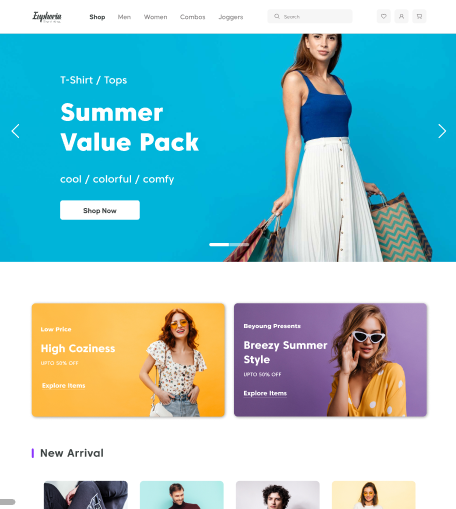 Euphoria
Shop Men Women Combos Joggers Search
T-Shirt / Tops
Summer
Value Pack
cool / colorful / comfy
Shop Now
Low Price
High Coziness
UPTO 50% OFF
Explore Items
Beyoung Presents
Breezy Summer
Style
UPTO 50% OFF
Explore Items
New Arrival